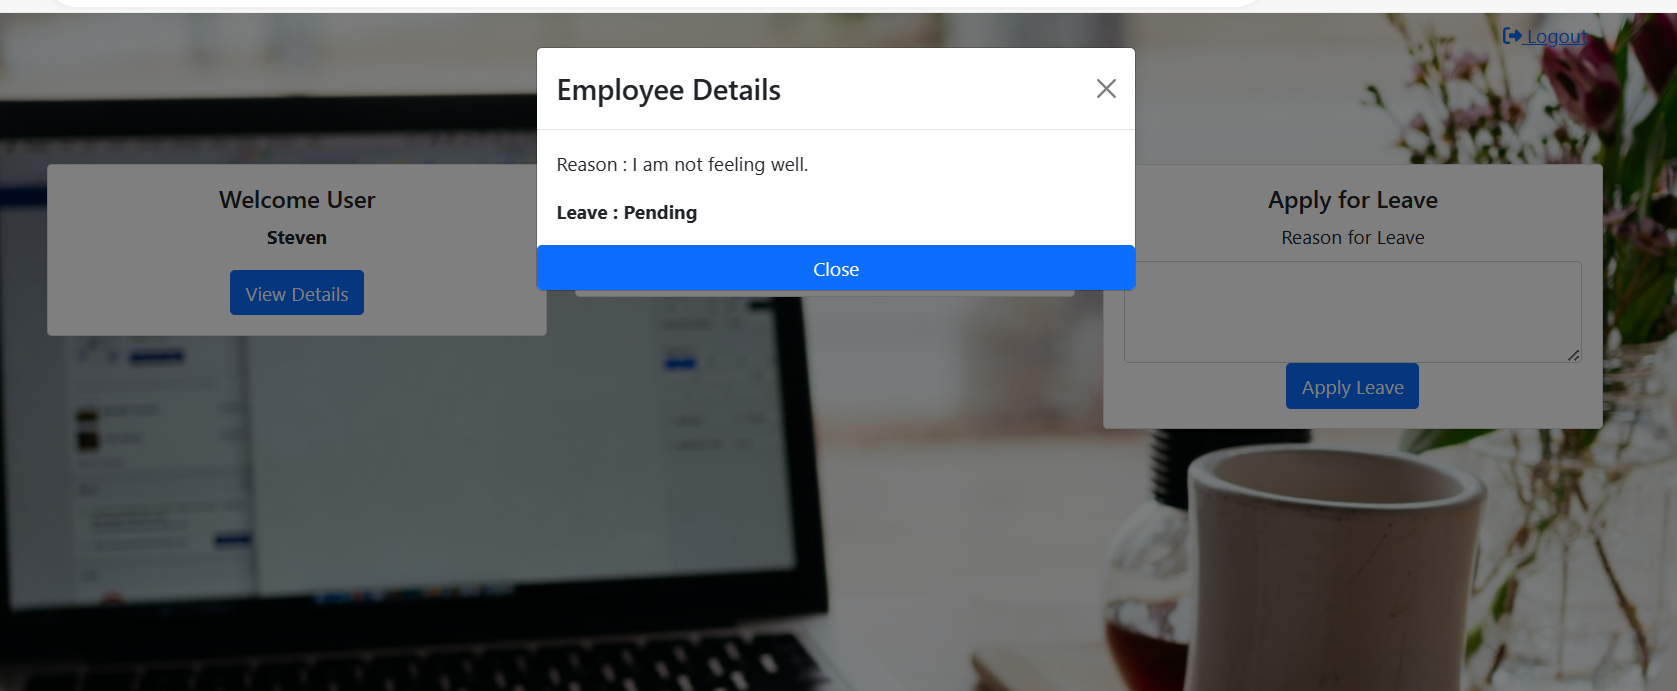 Logout
Employee Details
Reason : I am not feeling well.
Leave : Pending
Close
Welcome User
Steven
View Details
Apply for Leave
Reason for Leave
Apply Leave